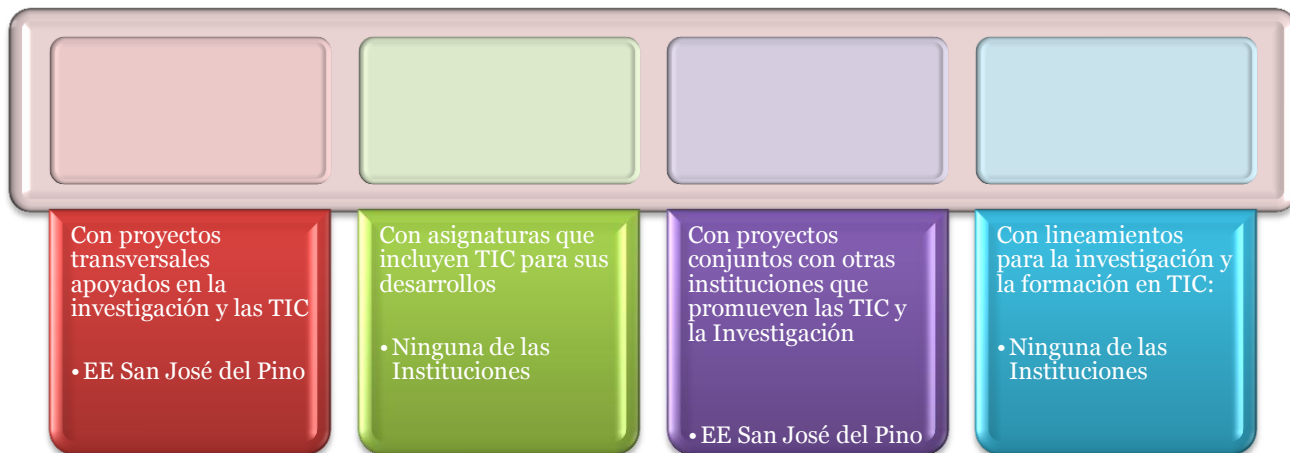 Con proyectos
transversales
apoyados en la
investigación y las TIC
• EE San José del Pino
Con asignaturas que
incluyen TIC para sus
desarrollos
• Ninguna de las
Instituciones
Con proyectos
conjuntos con otras
instituciones que
promueven las TIC y
la Investigación
• EE San José del Pino
Con lineamientos
para la investigación y
la formación en TIC:
• Ninguna de las
Instituciones